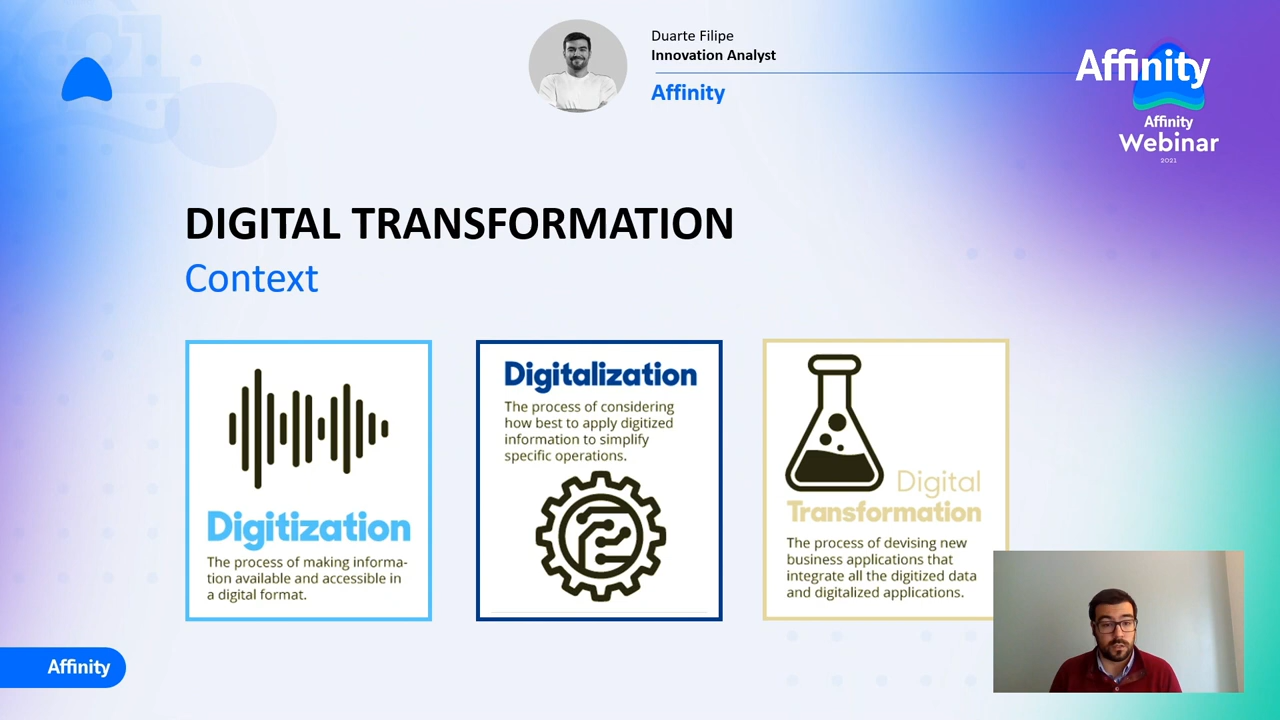 Duarte Filipe
Innovation Analyst
Affinity
Affinity
Affinity
Webinar
2021
DIGITAL TRANSFORMATION
Context
Digitization
The process of making informa-
tion available and accessible in
a digital format.
Digitalization
The process of considering
how best to apply digitized
information to simplify
specific operations.
Digital
Transformation
The process of devising new
business applications that
integrate all the digitized data
and digitalized applications.
Affinity